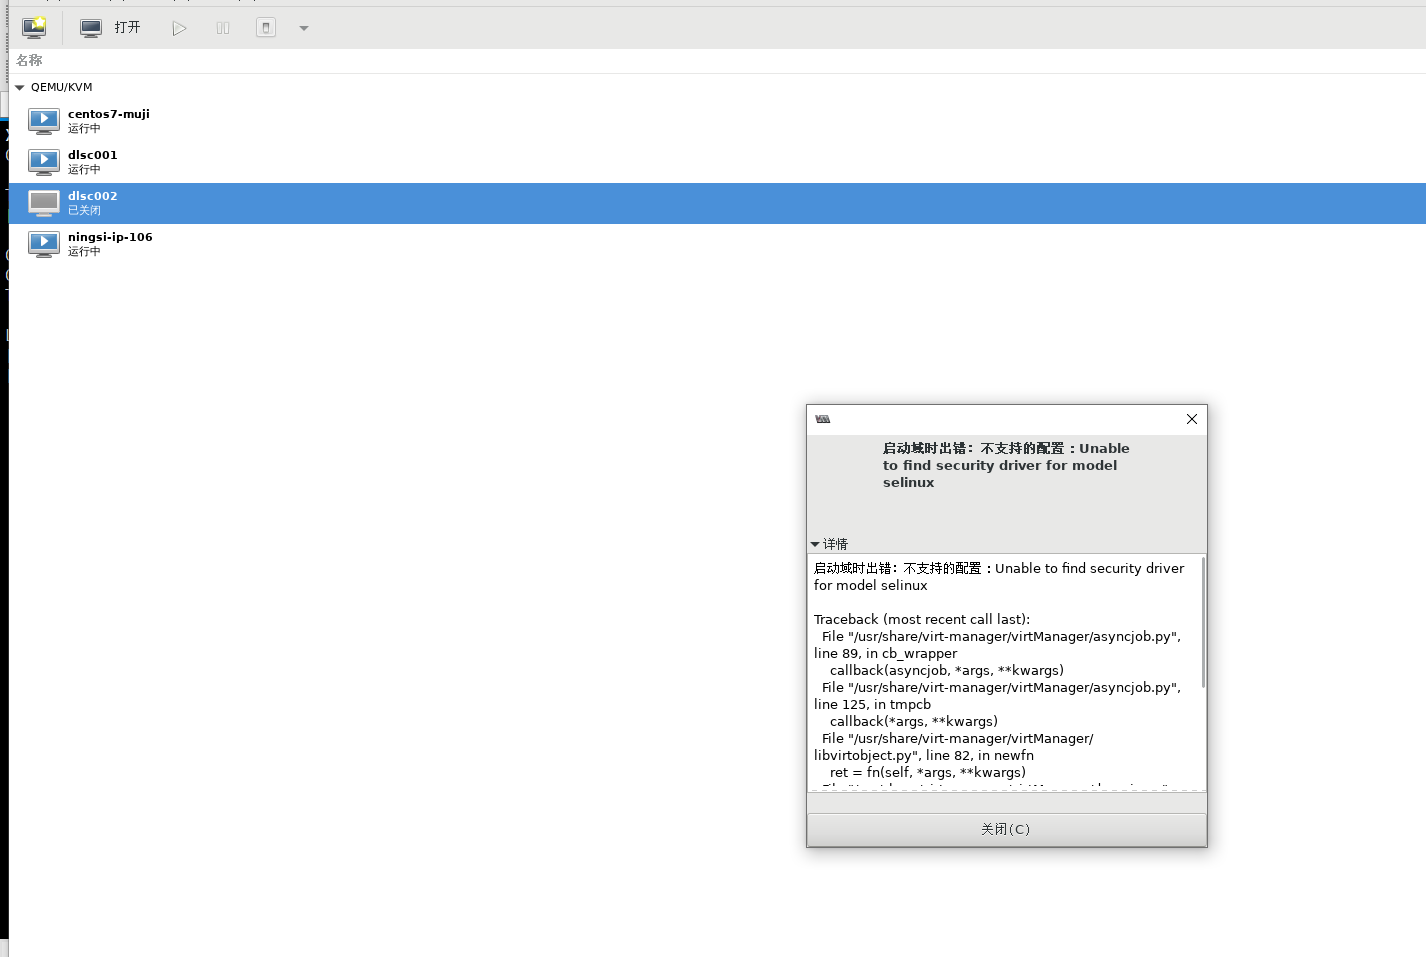 打开
名称
QEMU/KVM
centos7-muji
运行中
dlsc001
运行中
dlsc002
已关闭
ningsi-ip-106
运行中
启动域时出错：不支持的配置：Unable
to find security driver for model
selinux
详情
启动域时出错：不支持的配置：Unable to find security driver
for model selinux
Traceback (most recent call last):
File "/usr/share/virt-manager/virtManager/asyncjob.py",
line 89, in cb_wrapper
callback(asyncjob, *args, **kwargs)
File "/usr/share/virt-manager/virtManager/asyncjob.py",
line 125, in tmpcb
callback(*args, **kwargs)
File "/usr/share/virt-manager/virtManager/
libvirtobject.py", line 82, in newfn
ret = fn(self, *args, **kwargs)
关闭(C)